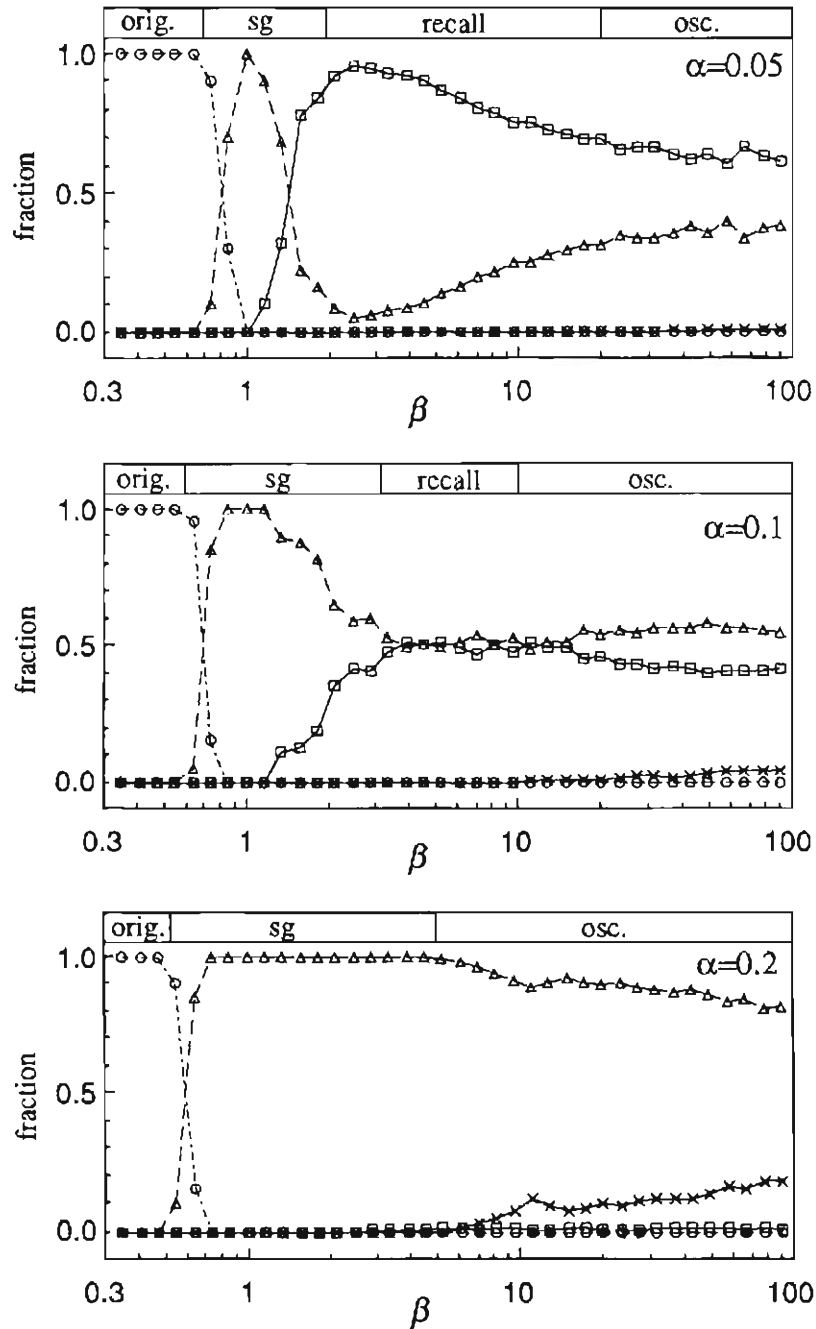 orig. sg recall osc.
α=0.05
1.0
0.5
0.0
fraction
0.3 1 10 100
β
orig. sg recall osc.
α=0.1
1.0
0.5
0.0
fraction
0.3 1 10 100
β
orig. sg osc.
α=0.2
1.0
0.5
0.0
fraction
0.3 1 10 100
β